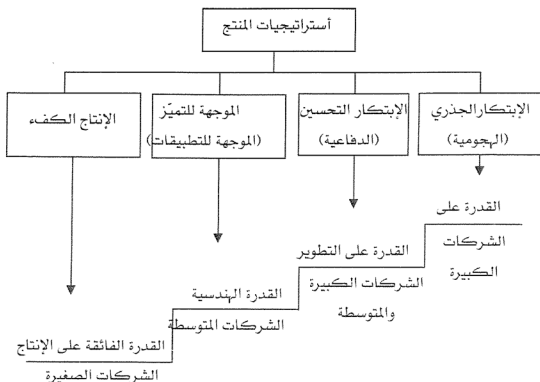 أستراتيجيات المنتج
الإبتكار الجذري
(الهجومية)
الإبتكار التحسين
(الدفاعية)
الموجهة للتميّز
(الموجهة للتطبيقات)
الإنتاج الكفء
القدرة على
الشركات
الكبيرة
القدرة على التطوير
الشركات الكبيرة
والمتوسطة
القدرة الهندسية
الشركات المتوسطة
القدرة الفائقة على الإنتاج
الشركات الصغيرة